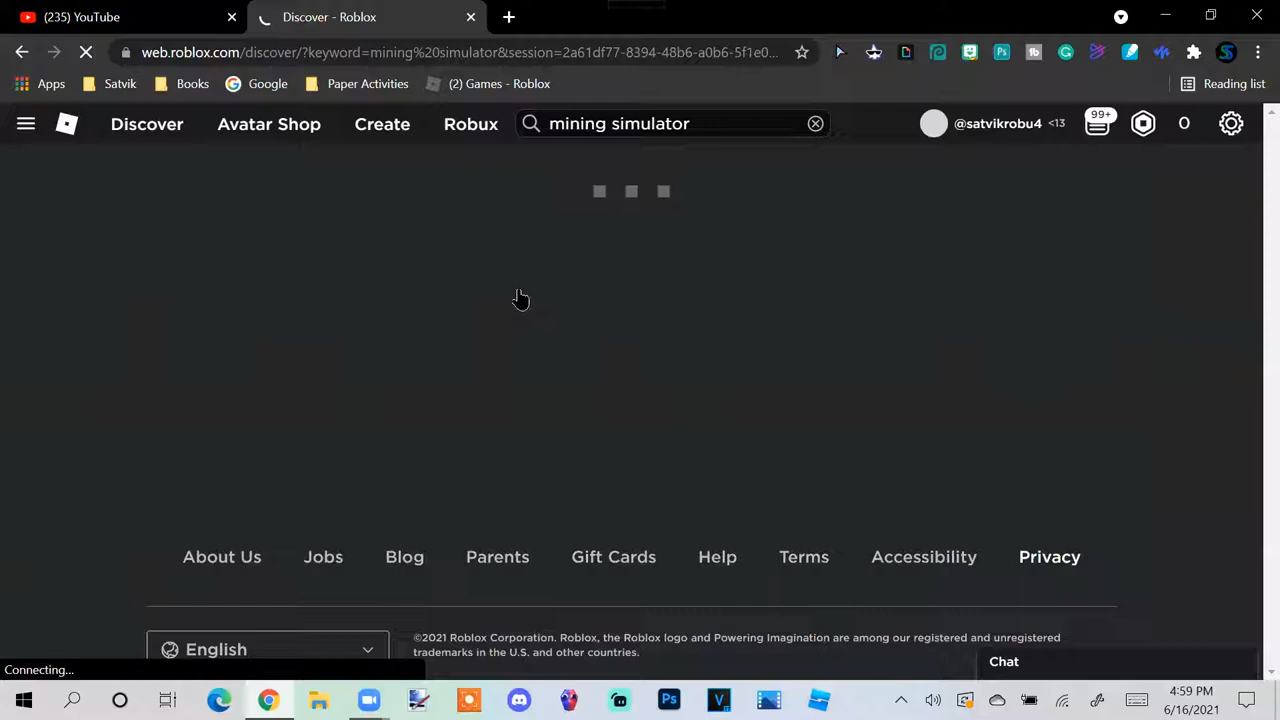 (235) YouTube
Discover - Roblox
web.roblox.com/discover/?keyword=mining%20simulator&session=2a61df77-8394-48b6-a0b6-5f1e0...
Apps Satvik Books Google Paper Activities (2) Games - Roblox Reading list
Discover Avatar Shop Create Robux mining simulator @satvikrobu4 <13 99+ 0
About Us Jobs Blog Parents Gift Cards Help Terms Accessibility Privacy
English
©2021 Roblox Corporation. Roblox, the Roblox logo and Powering Imagination are among our registered and unregistered
trademarks in the U.S. and other countries.
Chat
Connecting...
4:59 PM
6/16/2021